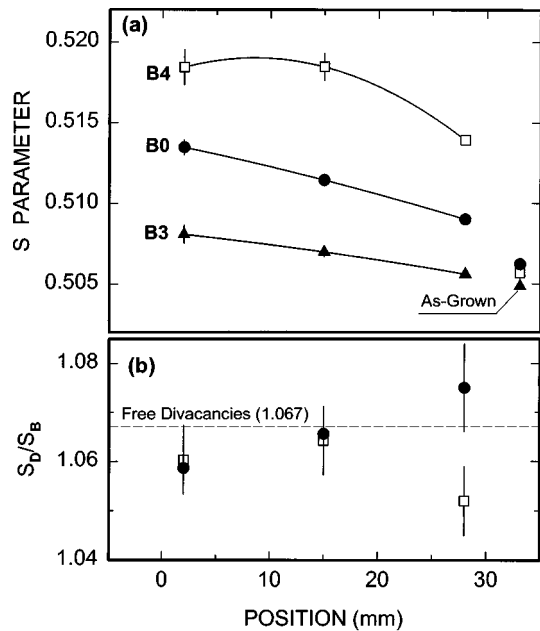 (a)
0.520
B4
0.515
B0
0.510
B3
0.505
As-Grown
S PARAMETER
(b)
1.08
Free Divacancies (1.067)
1.06
1.04
S_D/S_B
0 10 20 30
POSITION (mm)